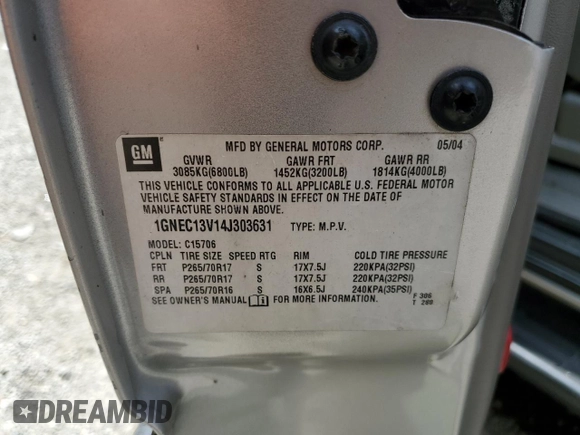 GM
MFD BY GENERAL MOTORS CORP. 05/04
GVWR GAWR FRT GAWR RR
3085KG(6800LB) 1452KG(3200LB) 1814KG(4000LB)
THIS VEHICLE CONFORMS TO ALL APPLICABLE U.S. FEDERAL MOTOR
VEHICLE SAFETY STANDARDS IN EFFECT ON THE DATE OF
MANUFACTURE SHOWN ABOVE.
1GNEC13V14J303631 TYPE: M.P.V.
MODEL: C15706
CPLN TIRE SIZE SPEED RTG RIM COLD TIRE PRESSURE
FRT P265/70R17 S 17X7.5J 220KPA(32PSI)
RR P265/70R17 S 17X7.5J 220KPA(32PSI)
SPA P265/70R16 S 16X6.5J 240KPA(35PSI)
SEE OWNER'S MANUAL FOR MORE INFORMATION. F 306
T 269
DREAMBID